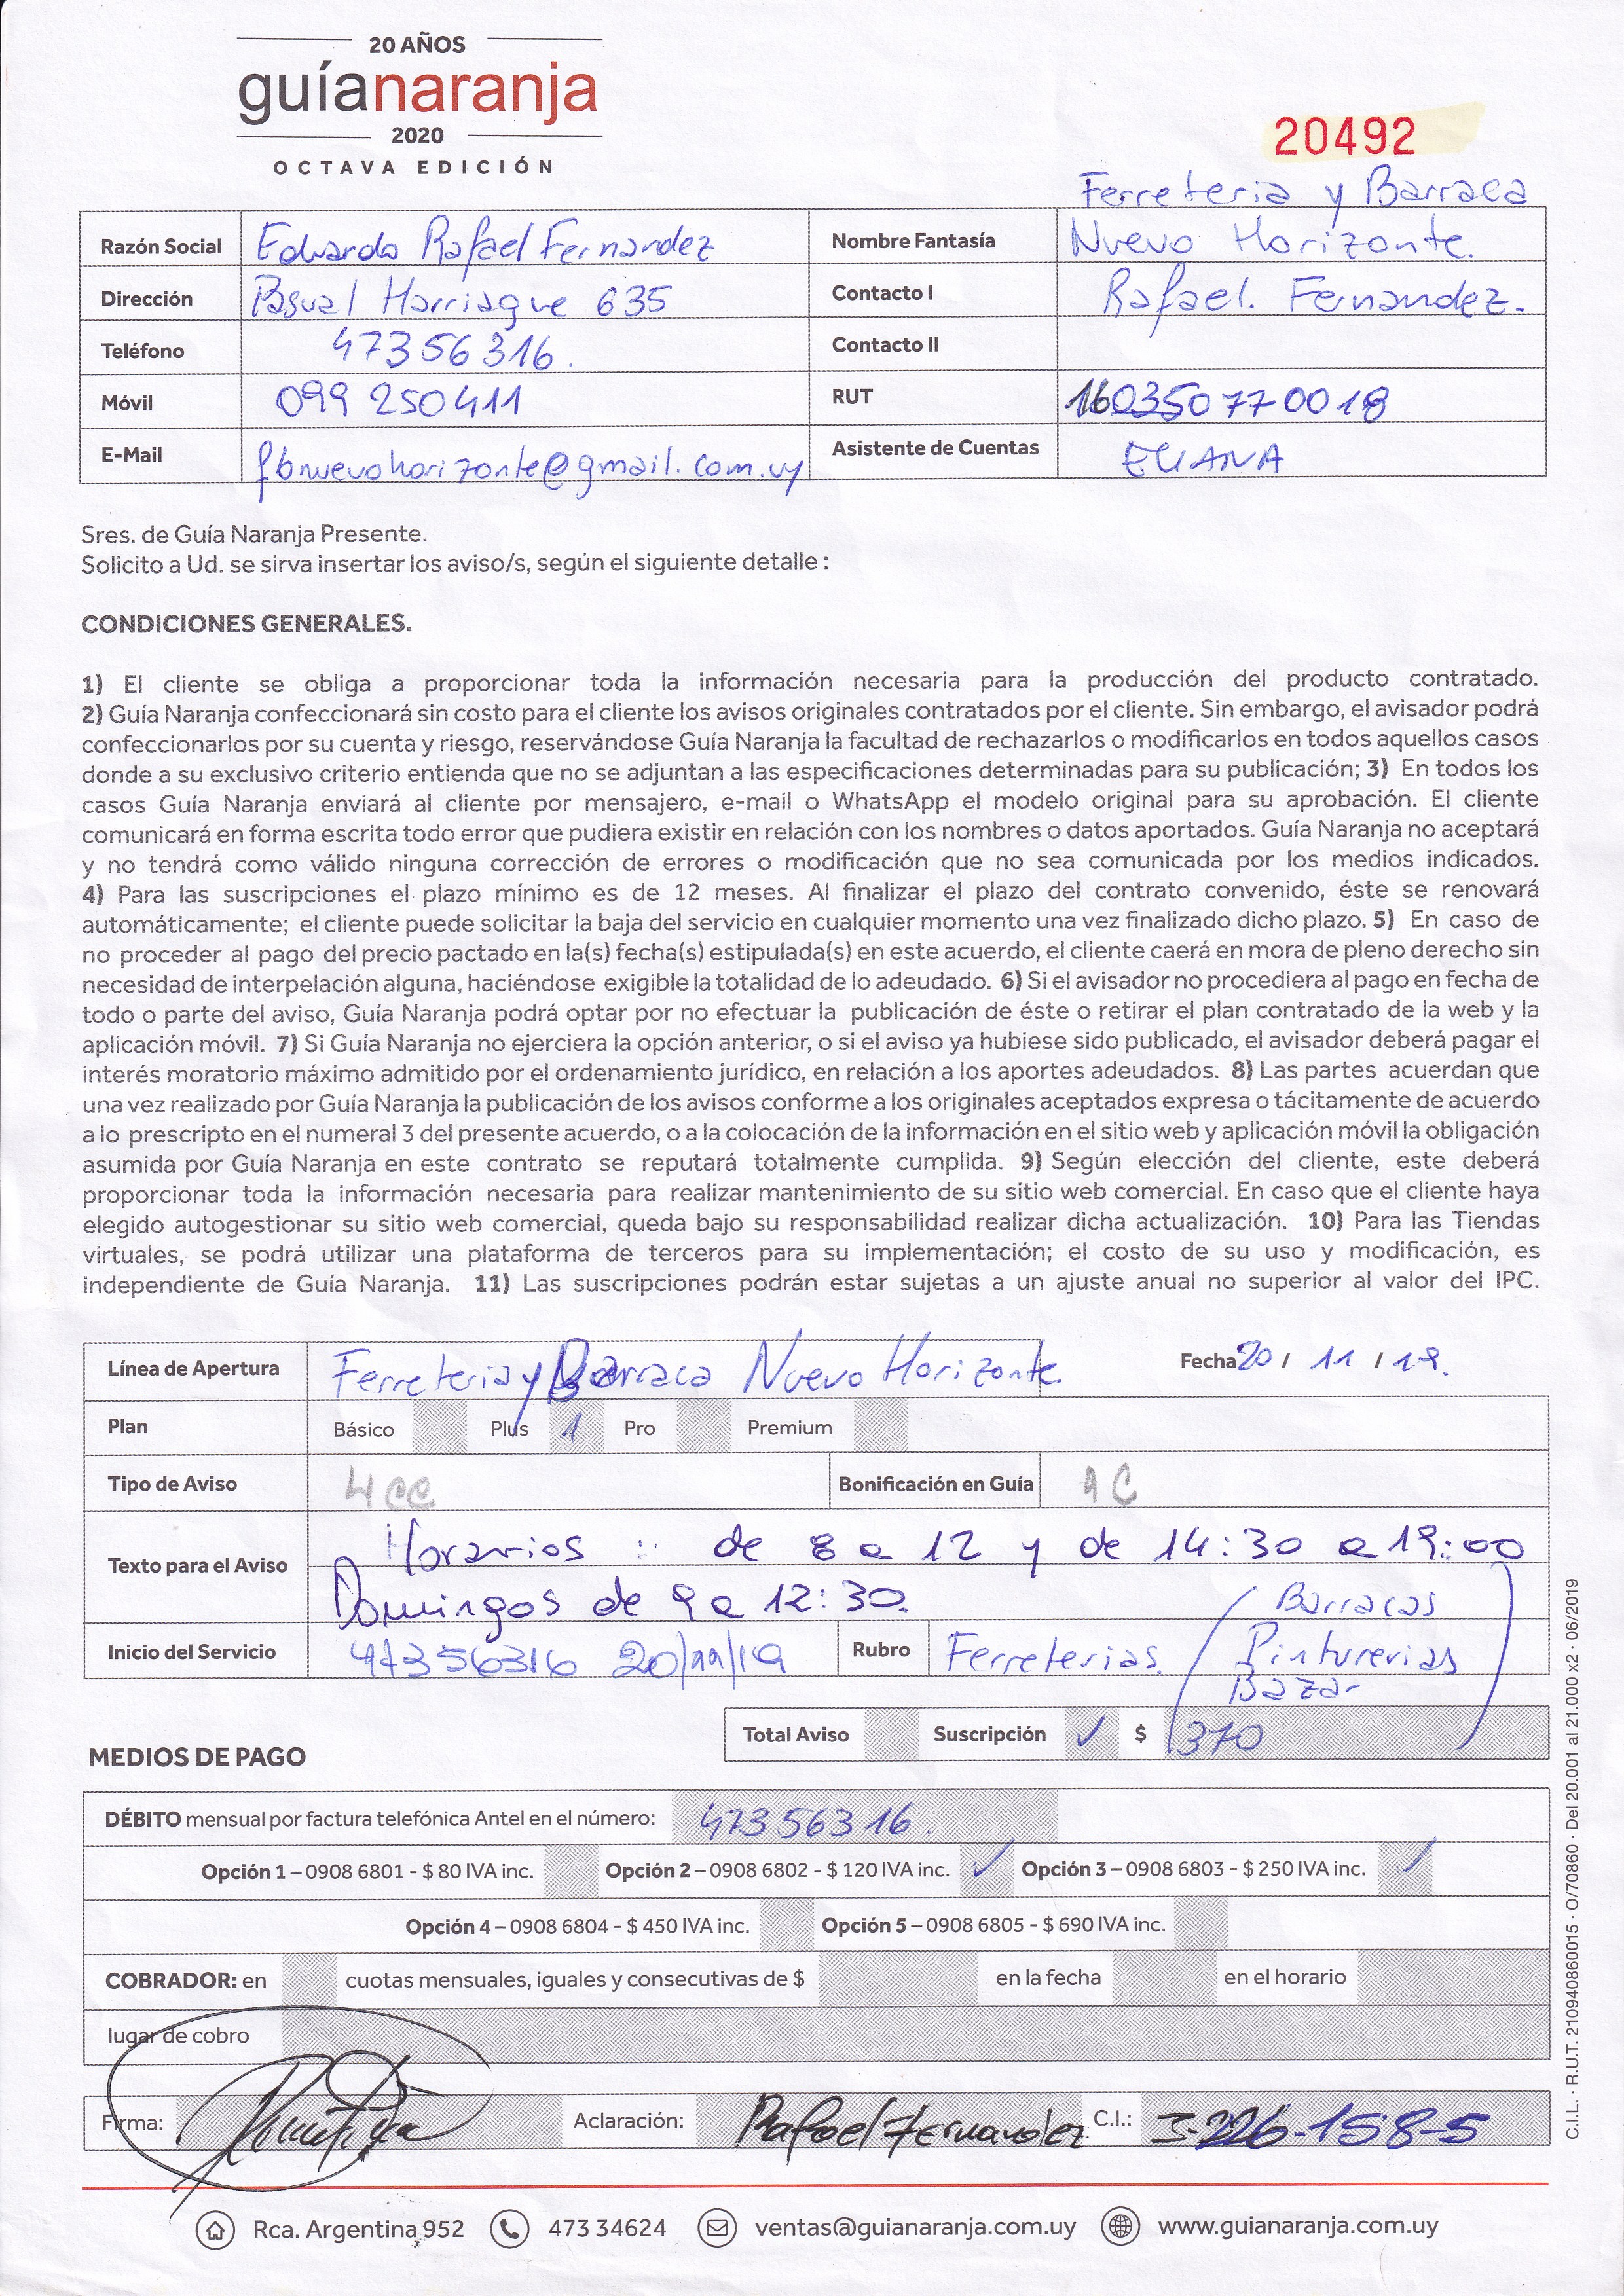 20 AÑOS
guíanaranja
2020
OCTAVA EDICIÓN
20492
Ferreteria y Barraca
Razón Social Eduardo Rafael Fernandez Nombre Fantasía Nuevo Horizonte.
Dirección Pasual Harriague 635 Contacto I Rafael. Fernandez.
Teléfono 47356316. Contacto II
Móvil 099 250411 RUT 160350770018
E-Mail fbnuevohorizonte@gmail.com.uy Asistente de Cuentas ELIANA
Sres. de Guía Naranja Presente.
Solicito a Ud. se sirva insertar los aviso/s, según el siguiente detalle :
CONDICIONES GENERALES.
1) El cliente se obliga a proporcionar toda la información necesaria para la producción del producto contratado.
2) Guía Naranja confeccionará sin costo para el cliente los avisos originales contratados por el cliente. Sin embargo, el avisador podrá
confeccionarlos por su cuenta y riesgo, reservándose Guía Naranja la facultad de rechazarlos o modificarlos en todos aquellos casos
donde a su exclusivo criterio entienda que no se adjuntan a las especificaciones determinadas para su publicación; 3) En todos los
casos Guía Naranja enviará al cliente por mensajero, e-mail o WhatsApp el modelo original para su aprobación. El cliente
comunicará en forma escrita todo error que pudiera existir en relación con los nombres o datos aportados. Guía Naranja no aceptará
y no tendrá como válido ninguna corrección de errores o modificación que no sea comunicada por los medios indicados.
4) Para las suscripciones el plazo mínimo es de 12 meses. Al finalizar el plazo del contrato convenido, éste se renovará
automáticamente; el cliente puede solicitar la baja del servicio en cualquier momento una vez finalizado dicho plazo. 5) En caso de
no proceder al pago del precio pactado en la(s) fecha(s) estipulada(s) en este acuerdo, el cliente caerá en mora de pleno derecho sin
necesidad de interpelación alguna, haciéndose exigible la totalidad de lo adeudado. 6) Si el avisador no procediera al pago en fecha de
todo o parte del aviso, Guía Naranja podrá optar por no efectuar la publicación de éste o retirar el plan contratado de la web y la
aplicación móvil. 7) Si Guía Naranja no ejerciera la opción anterior, o si el aviso ya hubiese sido publicado, el avisador deberá pagar el
interés moratorio máximo admitido por el ordenamiento jurídico, en relación a los aportes adeudados. 8) Las partes acuerdan que
una vez realizado por Guía Naranja la publicación de los avisos conforme a los originales aceptados expresa o tácitamente de acuerdo
a lo prescripto en el numeral 3 del presente acuerdo, o a la colocación de la información en el sitio web y aplicación móvil la obligación
asumida por Guía Naranja en este contrato se reputará totalmente cumplida. 9) Según elección del cliente, este deberá
proporcionar toda la información necesaria para realizar mantenimiento de su sitio web comercial. En caso que el cliente haya
elegido autogestionar su sitio web comercial, queda bajo su responsabilidad realizar dicha actualización. 10) Para las Tiendas
virtuales, se podrá utilizar una plataforma de terceros para su implementación; el costo de su uso y modificación, es
independiente de Guía Naranja. 11) Las suscripciones podrán estar sujetas a un ajuste anual no superior al valor del IPC.
Línea de Apertura Ferreteria y Barraca Nuevo Horizonte. Fecha 20 / 11 / 19.
Plan Básico Plus 1 Pro Premium
Tipo de Aviso 4 CC Bonificación en Guía 1 C
Texto para el Aviso Horarios : de 8 a 12 y de 14:30 a 19:00
Domingos de 9 a 12:30.
Inicio del Servicio 47356316 20/11/19 Rubro Ferreterias. ( Barracas
Pinturerias
Bazar )
Total Aviso Suscripción ✓ $ 370
MEDIOS DE PAGO
DÉBITO mensual por factura telefónica Antel en el número: 47356316.
Opción 1 – 0908 6801 - $ 80 IVA inc. Opción 2 – 0908 6802 - $ 120 IVA inc. ✓ Opción 3 – 0908 6803 - $ 250 IVA inc. ✓
Opción 4 – 0908 6804 - $ 450 IVA inc. Opción 5 – 0908 6805 - $ 690 IVA inc.
COBRADOR: en cuotas mensuales, iguales y consecutivas de $ en la fecha en el horario
lugar de cobro
Firma: Aclaración: Rafael Fernandez C.I.: 3-226-158-5
Rca. Argentina 952 473 34624 ventas@guianaranja.com.uy www.guianaranja.com.uy
C.I.L. · R.U.T. 210940860015 · O/70860 · Del 20.001 al 21.000 x2 · 06/2019